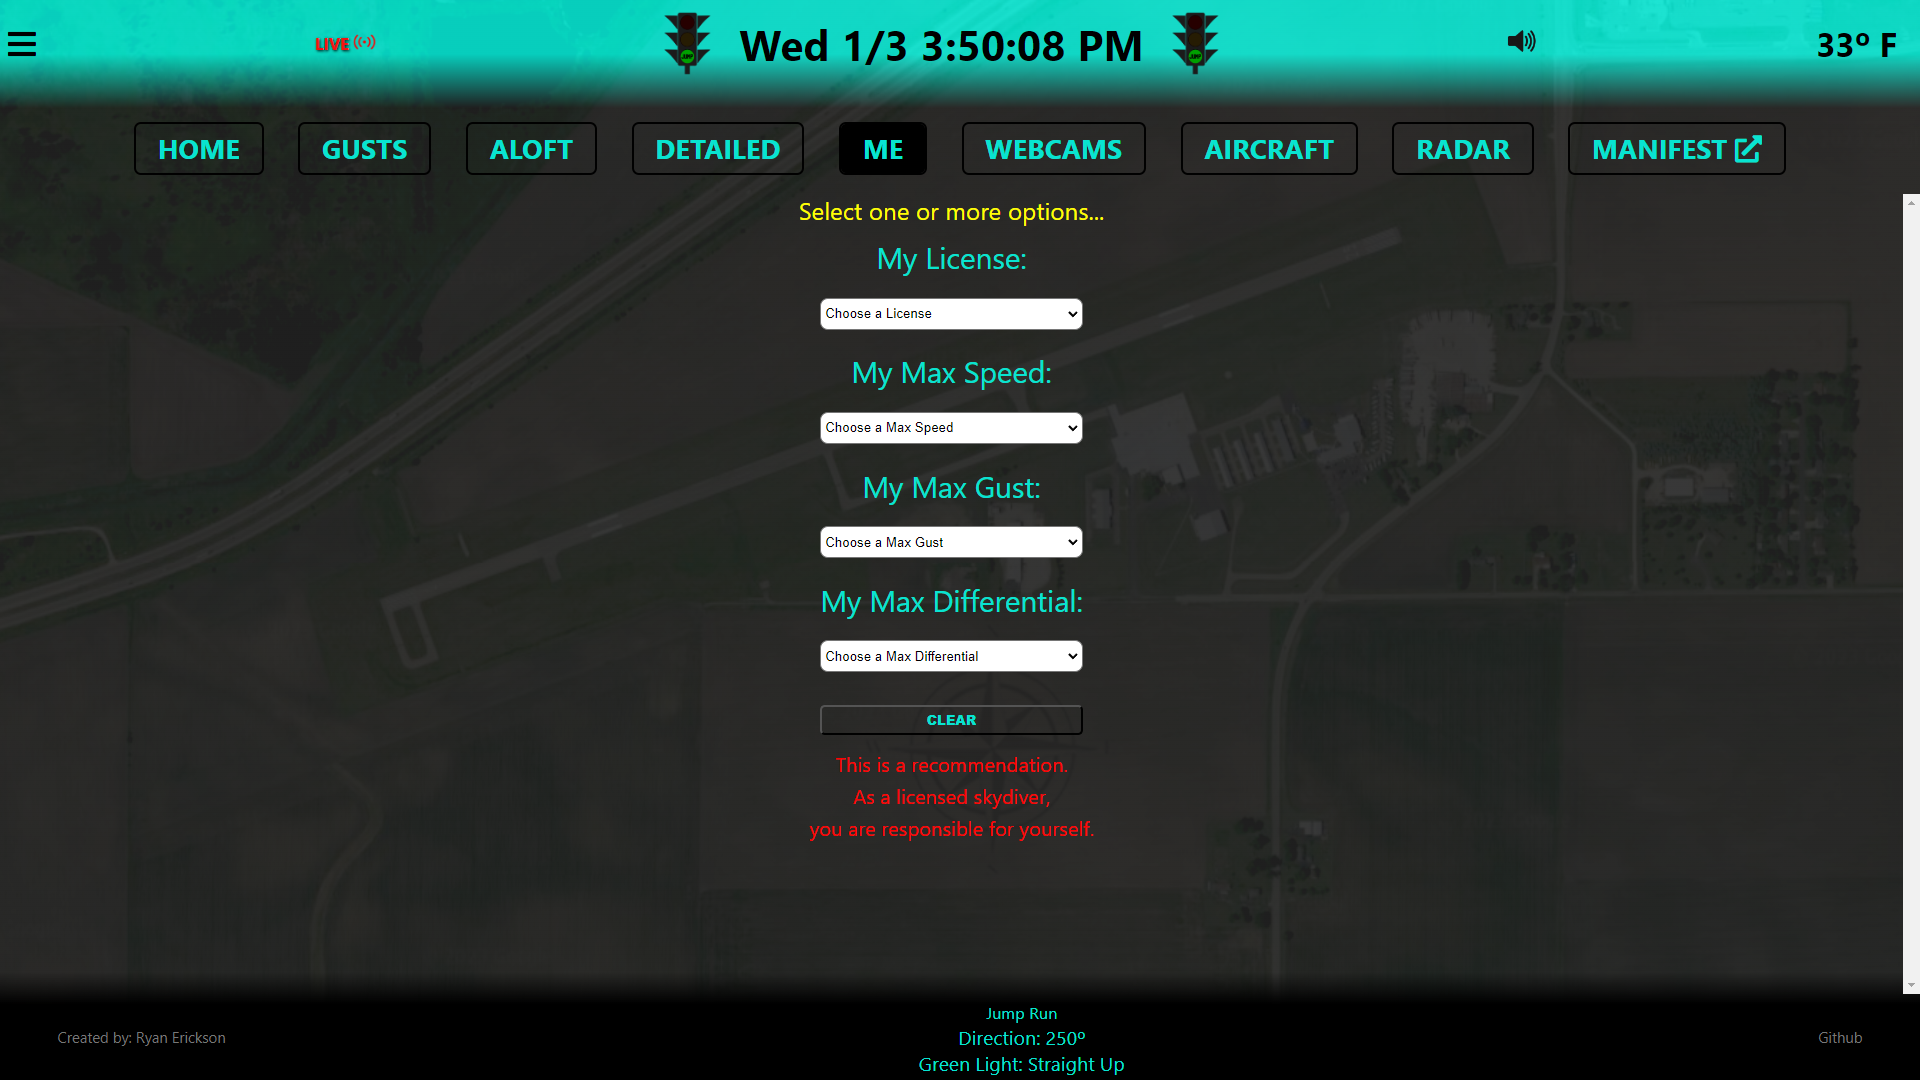 LIVE
Wed 1/3 3:50:08 PM
33º F
HOME
GUSTS
ALOFT
DETAILED
ME
WEBCAMS
AIRCRAFT
RADAR
MANIFEST
Select one or more options...
My License:
Choose a License
My Max Speed:
Choose a Max Speed
My Max Gust:
Choose a Max Gust
My Max Differential:
Choose a Max Differential
CLEAR
This is a recommendation.
As a licensed skydiver,
you are responsible for yourself.
Jump Run
Direction: 250º
Green Light: Straight Up
Created by: Ryan Erickson
Github